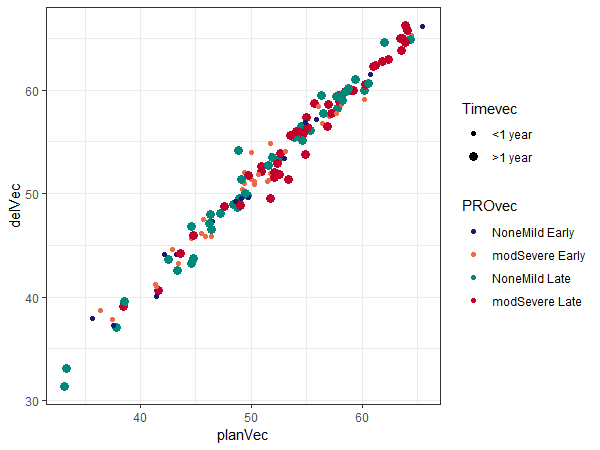 60
50
40
30
delVec
40
50
60
planVec
Timevec
<1 year
>1 year
PROvec
NoneMild Early
modSevere Early
NoneMild Late
modSevere Late